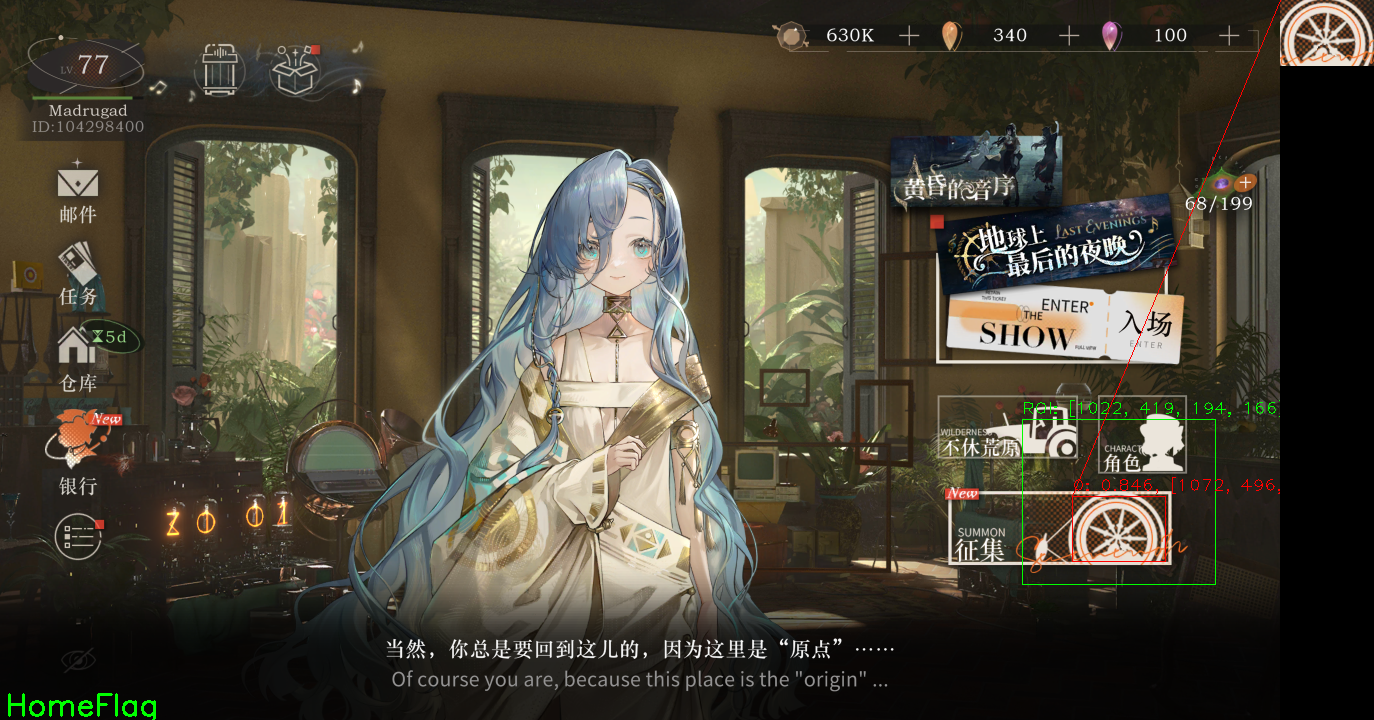 LV. 77
Madrugad
ID:104298400
630K
340
100
邮件
任务
5d
仓库
New
银行
黄昏的音序
68/199
地球上
最后的夜晚
LAST EVENINGS
ENTER
THE
SHOW
FULL VIEW
入场
ENTER
ROI: [1022, 419, 194, 166
WILDERNESS
不休荒原
CHARACT
角色
0.846, [1072, 496,
New
SUMMON
征集
当然，你总是要回到这儿的，因为这里是“原点”……
Of course you are, because this place is the "origin" ...
HomeFlag